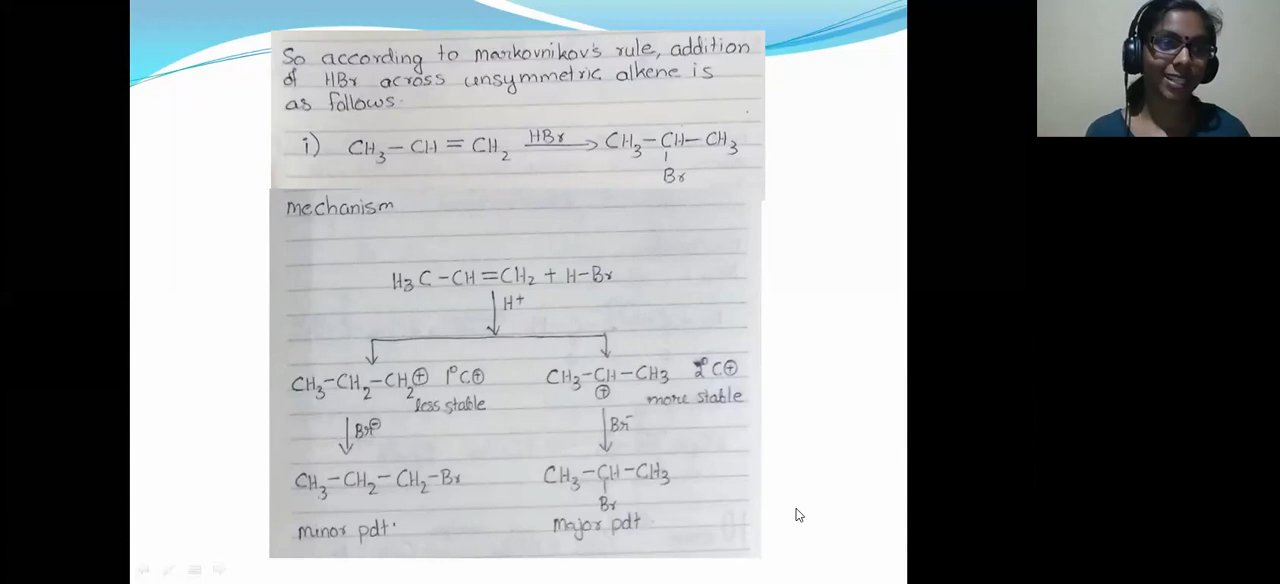 So according to markovnikov's rule, addition
of HBr across unsymmetric alkene is
as follows.
i) CH₃-CH=CH₂ HBr→ CH₃-CH-CH₃
Br
mechanism
H₃C-CH=CH₂ + H-Br
H+
CH₃-CH₂-CH₂⊕ 1°C⊕ CH₃-CH-CH₃ 2°C⊕
⊕
less stable more stable
Br⊖ Br⁻
CH₃-CH₂-CH₂-Br CH₃-CH-CH₃
Br
minor pdt. Major pdt.